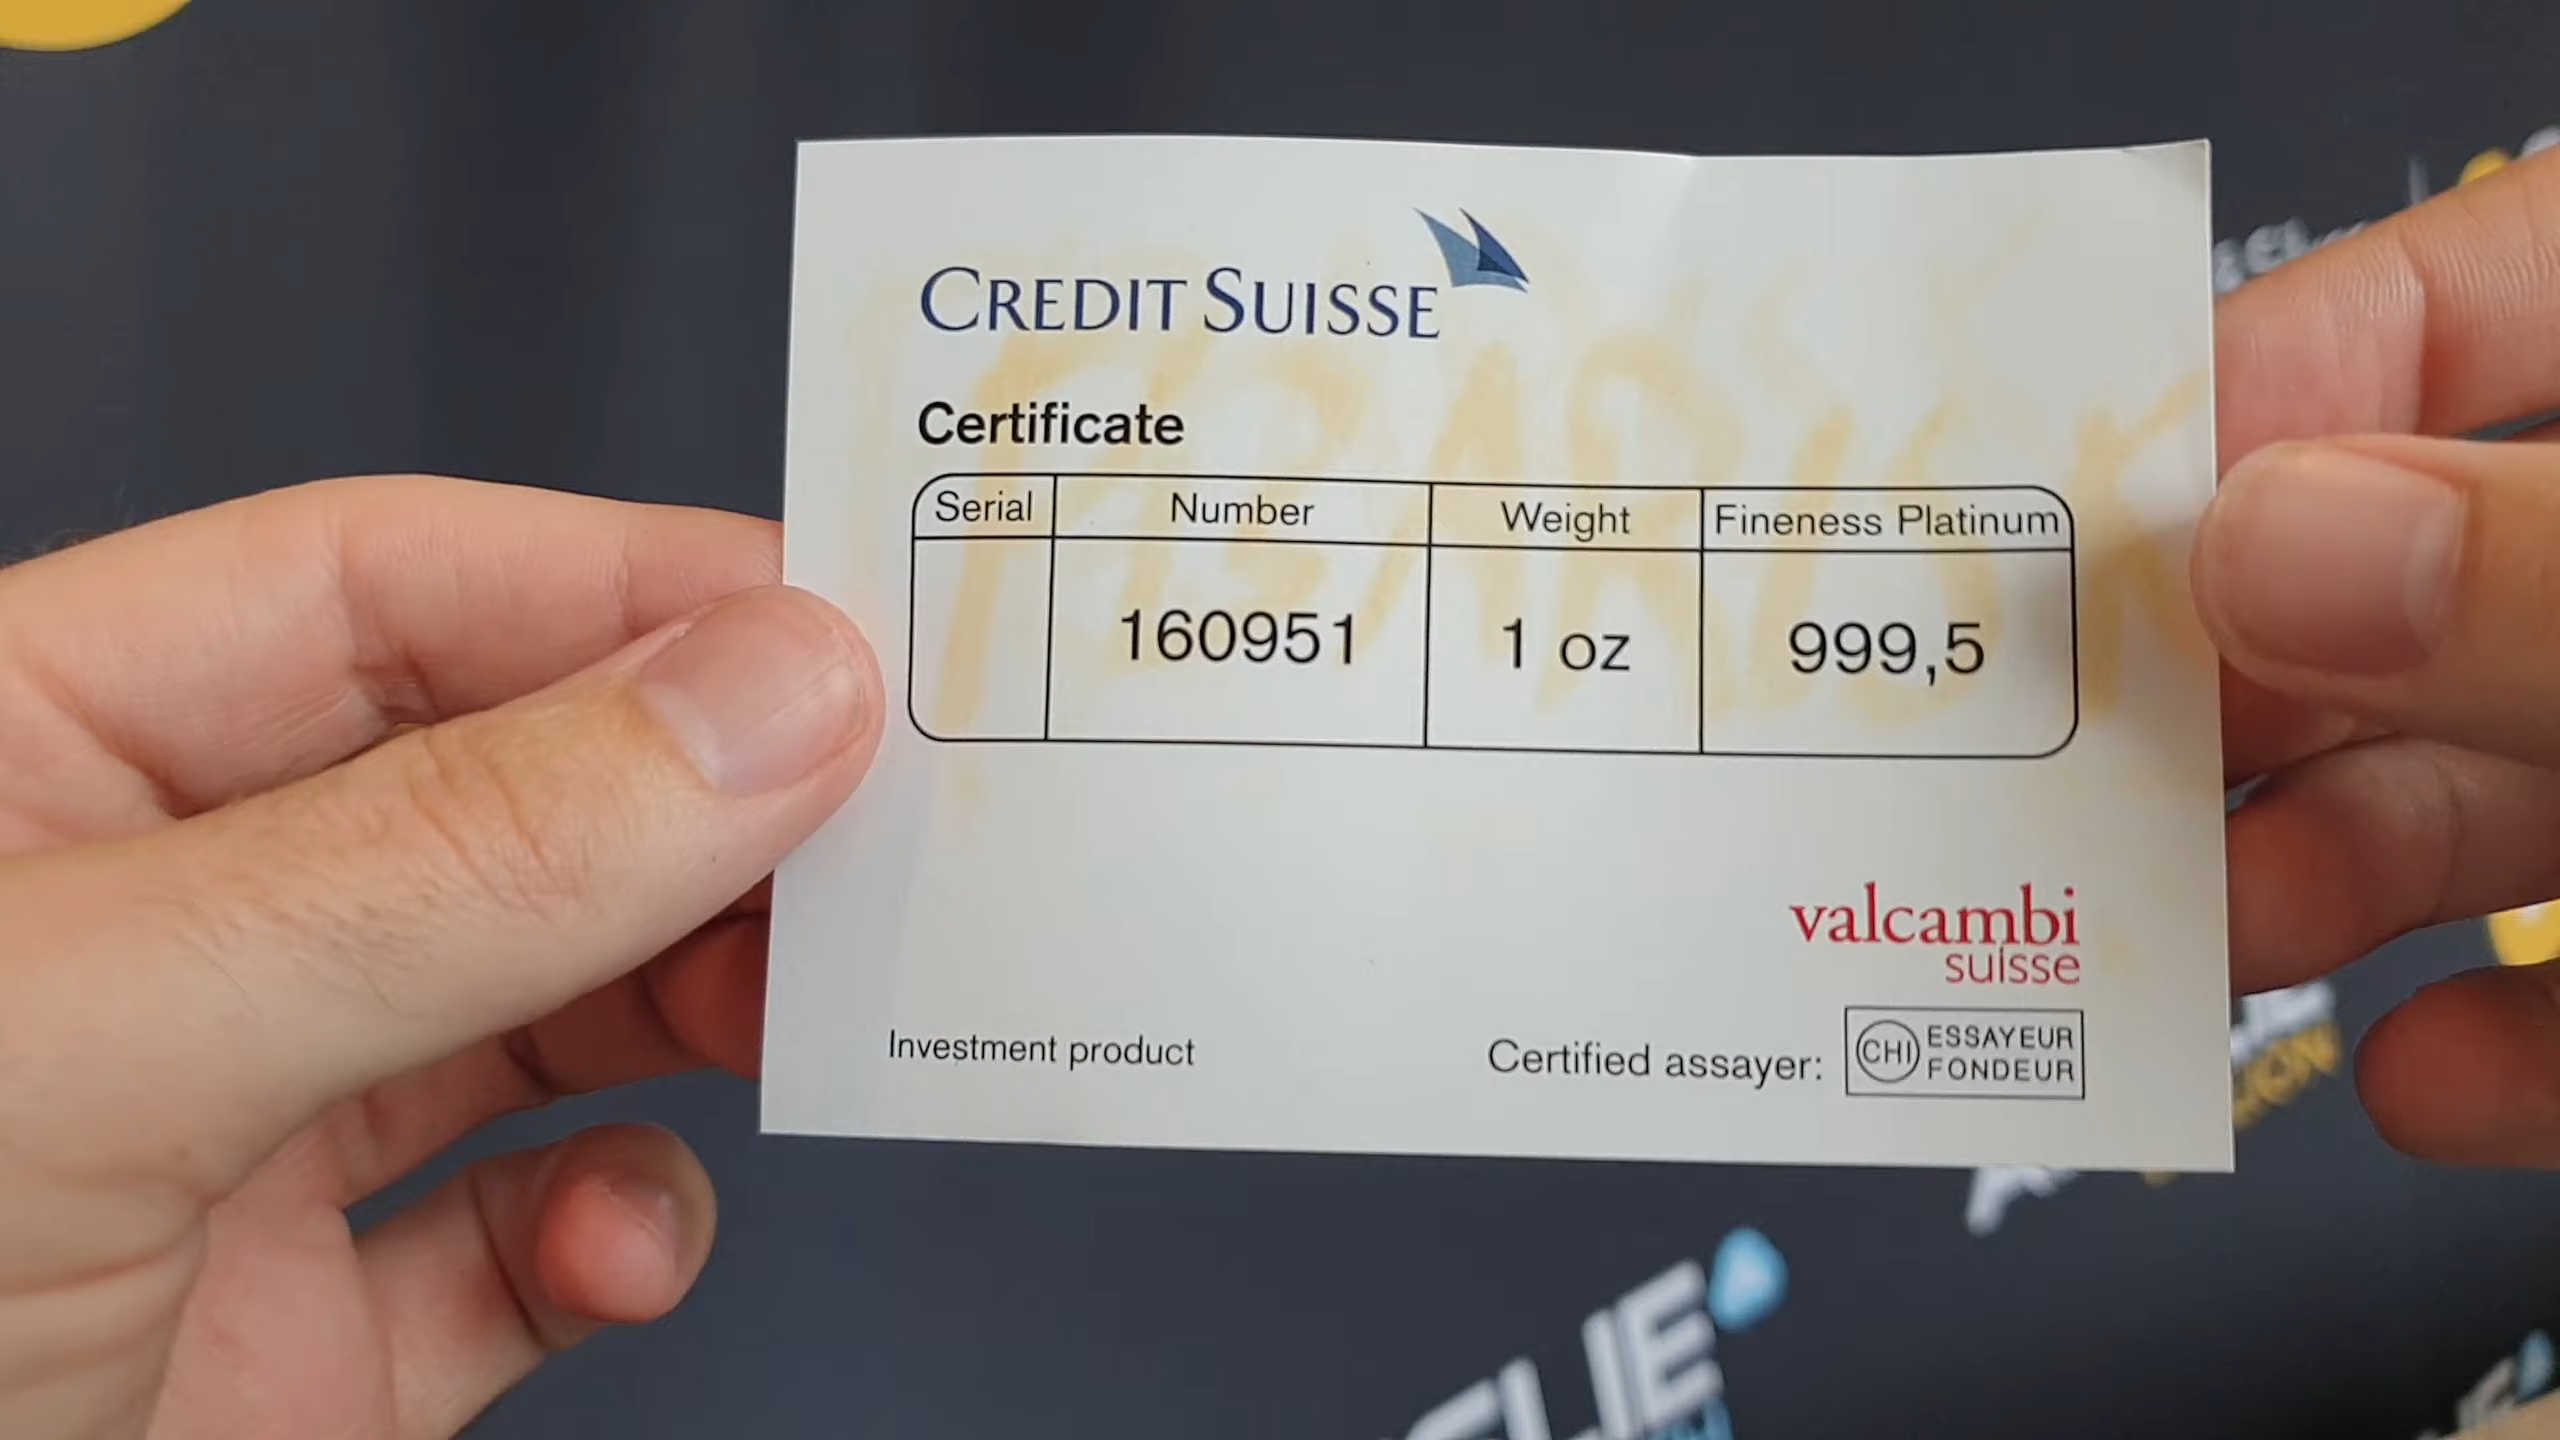 CREDIT SUISSE
Certificate
Serial Number Weight Fineness Platinum
160951 1 oz 999,5
valcambi
suisse
Investment product
Certified assayer: CHI ESSAYEUR
FONDEUR